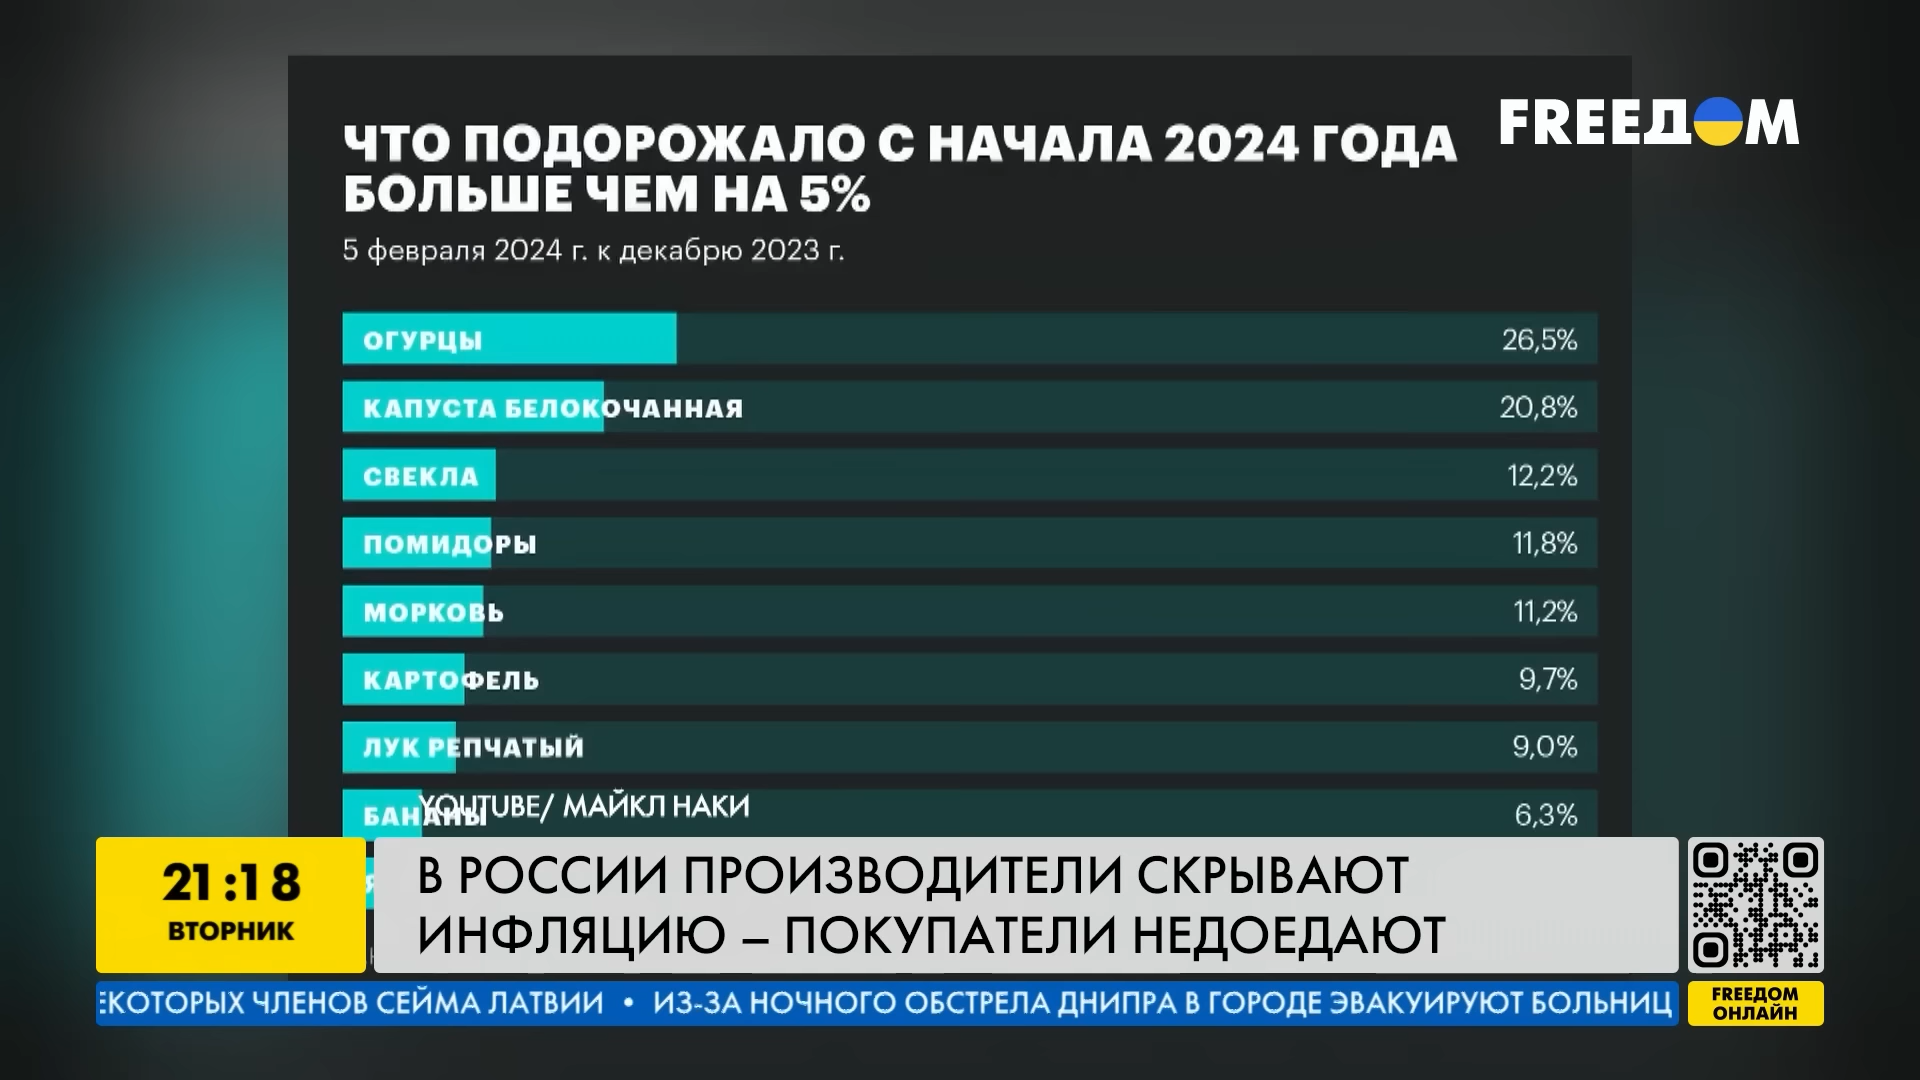 FREEДOM
ЧТО ПОДОРОЖАЛО С НАЧАЛА 2024 ГОДА
БОЛЬШЕ ЧЕМ НА 5%
5 февраля 2024 г. к декабрю 2023 г.
ОГУРЦЫ 26,5%
КАПУСТА БЕЛОКОЧАННАЯ 20,8%
СВЕКЛА 12,2%
ПОМИДОРЫ 11,8%
МОРКОВЬ 11,2%
КАРТОФЕЛЬ 9,7%
ЛУК РЕПЧАТЫЙ 9,0%
БАНАНЫ 6,3%
YOUTUBE/ МАЙКЛ НАКИ
21:18
ВТОРНИК
В РОССИИ ПРОИЗВОДИТЕЛИ СКРЫВАЮТ
ИНФЛЯЦИЮ – ПОКУПАТЕЛИ НЕДОЕДАЮТ
ЕКОТОРЫХ ЧЛЕНОВ СЕЙМА ЛАТВИИ • ИЗ-ЗА НОЧНОГО ОБСТРЕЛА ДНИПРА В ГОРОДЕ ЭВАКУИРУЮТ БОЛЬНИЦ
FREEДOM
ОНЛАЙН